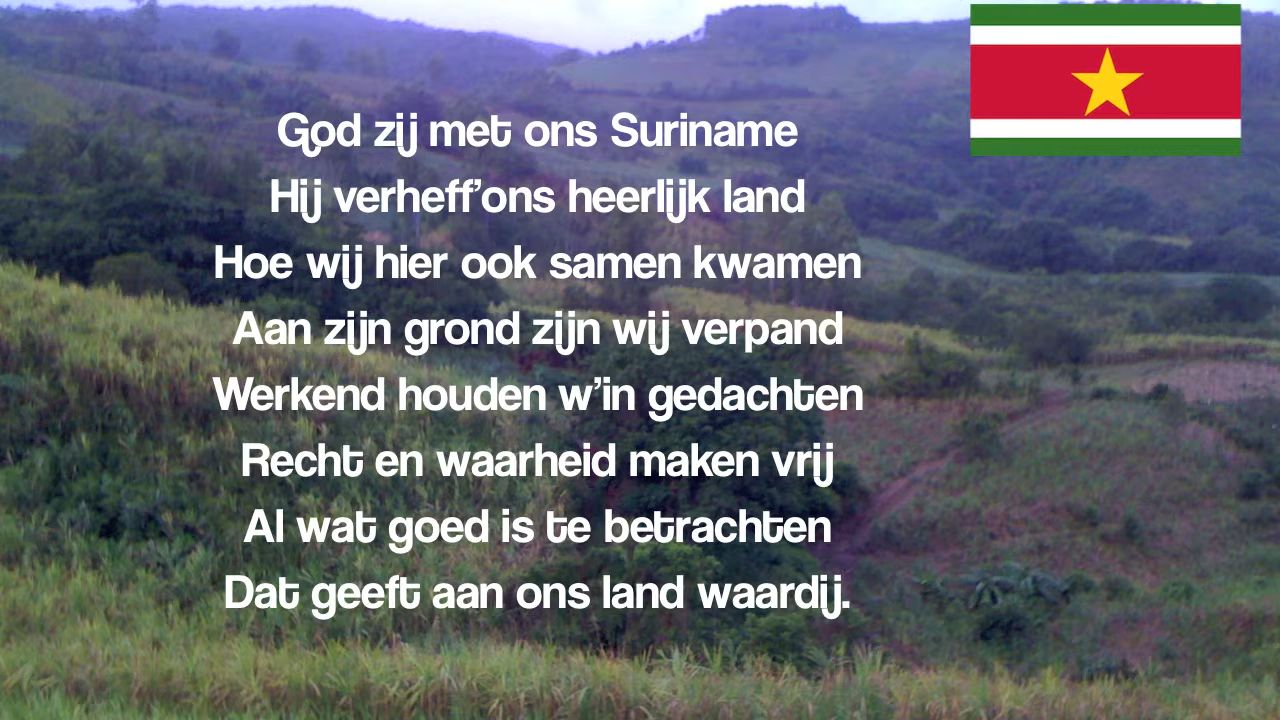 God zij met ons Suriname
Hij verheff’ons heerlijk land
Hoe wij hier ook samen kwamen
Aan zijn grond zijn wij verpand
Werkend houden w’in gedachten
Recht en waarheid maken vrij
Al wat goed is te betrachten
Dat geeft aan ons land waardij.